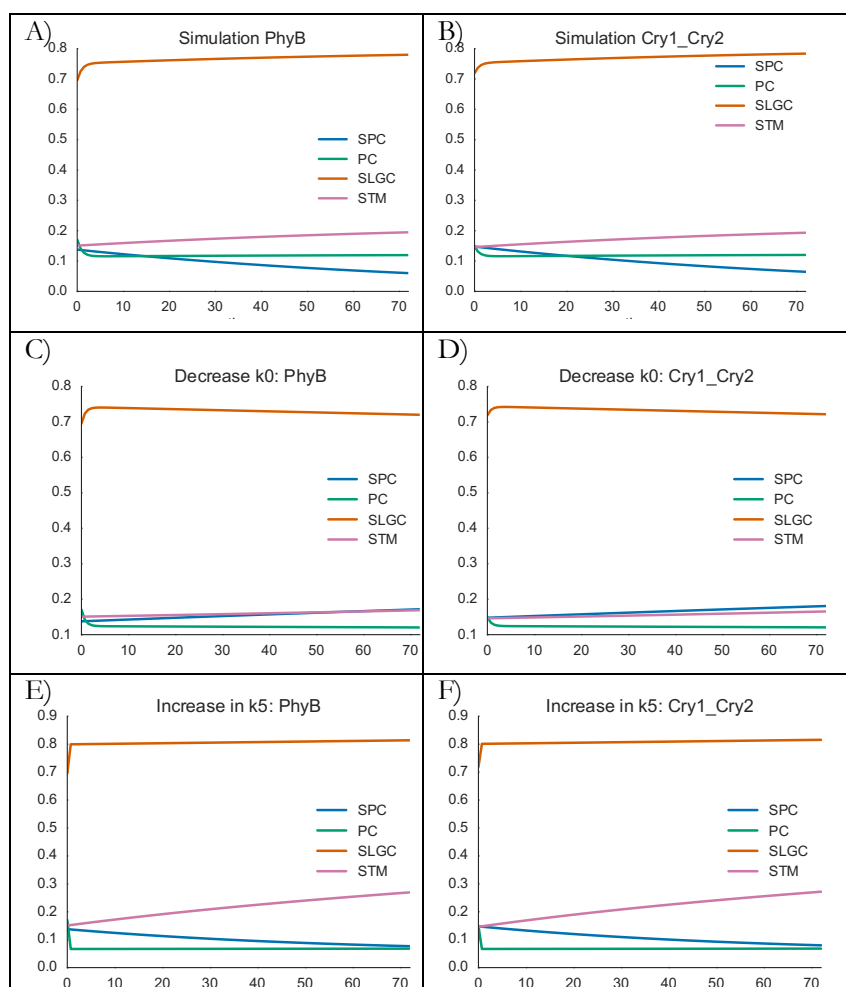 A)
Simulation PhyB
0.8
0.7
0.6
0.5
0.4
0.3
0.2
0.1
0.0
SPC
PC
SLGC
STM
0 10 20 30 40 50 60 70
B)
Simulation Cry1_Cry2
0.8
0.7
0.6
0.5
0.4
0.3
0.2
0.1
0.0
SPC
PC
SLGC
STM
0 10 20 30 40 50 60 70
C)
Decrease k0: PhyB
0.8
0.7
0.6
0.5
0.4
0.3
0.2
0.1
SPC
PC
SLGC
STM
0 10 20 30 40 50 60 70
D)
Decrease k0: Cry1_Cry2
0.8
0.7
0.6
0.5
0.4
0.3
0.2
0.1
SPC
PC
SLGC
STM
0 10 20 30 40 50 60 70
E)
Increase in k5: PhyB
0.9
0.8
0.7
0.6
0.5
0.4
0.3
0.2
0.1
0.0
SPC
PC
SLGC
STM
0 10 20 30 40 50 60 70
F)
Increase in k5: Cry1_Cry2
0.9
0.8
0.7
0.6
0.5
0.4
0.3
0.2
0.1
0.0
SPC
PC
SLGC
STM
0 10 20 30 40 50 60 70